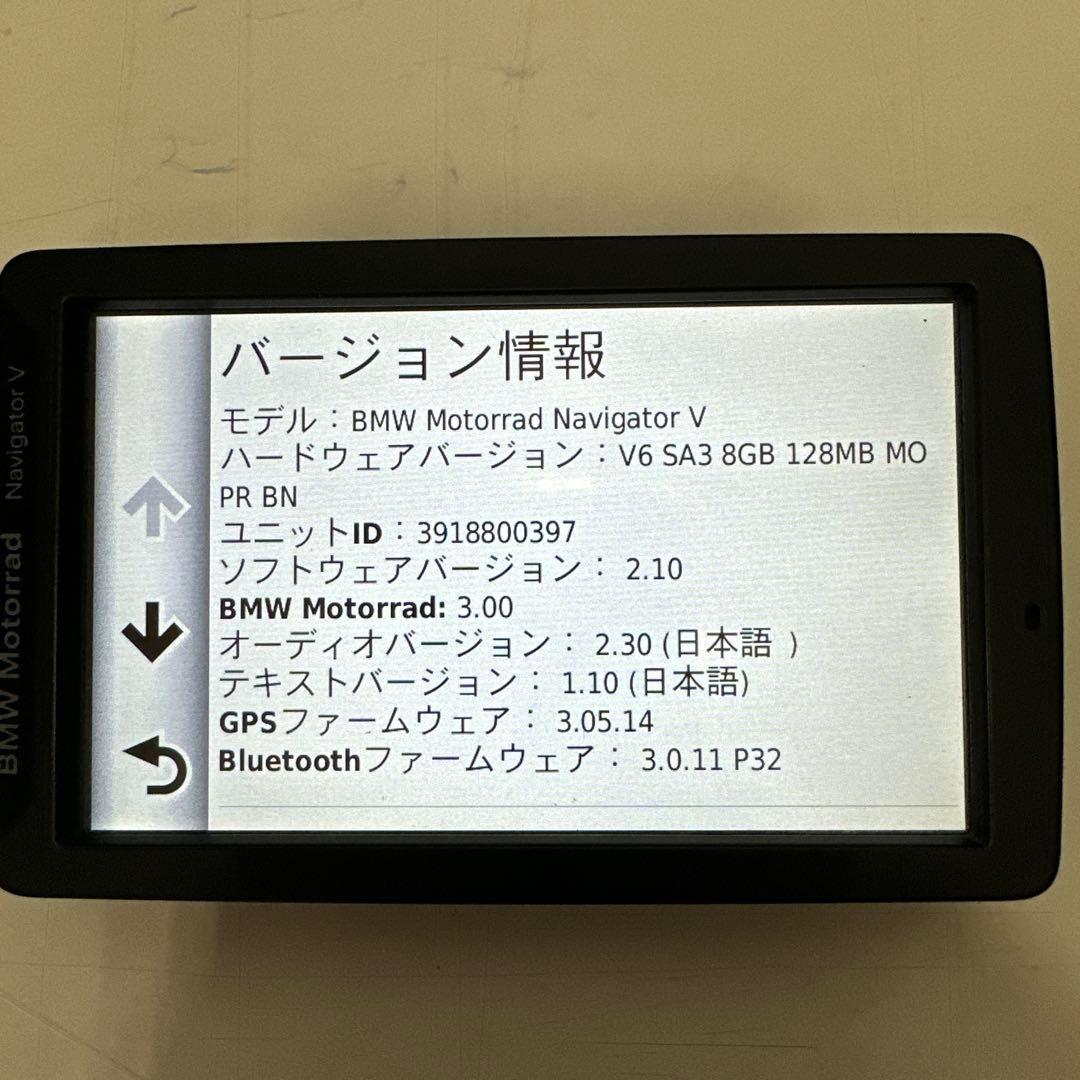 バージョン情報
モデル：BMW Motorrad Navigator V
ハードウェアバージョン：V6 SA3 8GB 128MB MO
PR BN
ユニットID：3918800397
ソフトウェアバージョン： 2.10
BMW Motorrad: 3.00
オーディオバージョン： 2.30 (日本語 )
テキストバージョン： 1.10 (日本語)
GPSファームウェア： 3.05.14
Bluetoothファームウェア： 3.0.11 P32
BMW Motorrad Navigator V